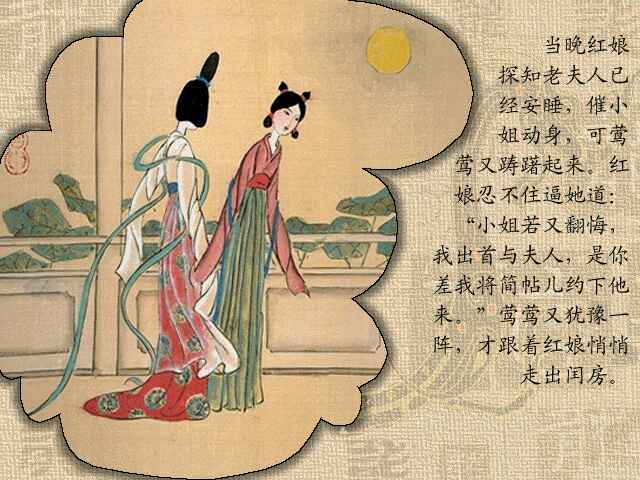 当晚红娘
探知老夫人已
经安睡，催小
姐动身，可莺
莺又踌躇起来。红
娘忍不住逼她道：
“小姐若又翻悔，
我出首与夫人，是你
差我将简帖儿约下他
来。”莺莺又犹豫一
阵，才跟着红娘悄悄
走出闰房。